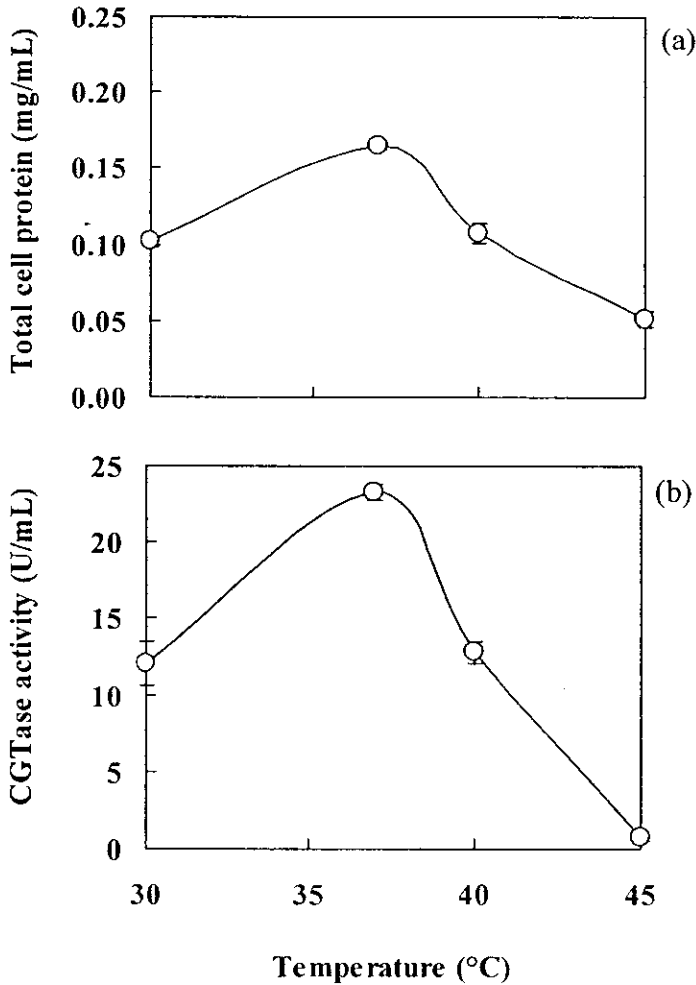 (a)
Total cell protein (mg/mL)
0.25
0.20
0.15
0.10
0.05
0.00
(b)
CGTase activity (U/mL)
25
20
15
10
5
0
30 35 40 45
Temperature (°C)